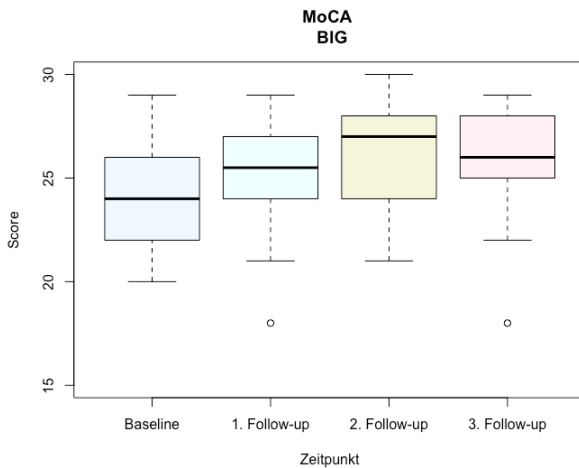 MoCA
BIG
Score
30
25
20
15
Baseline
1. Follow-up
2. Follow-up
3. Follow-up
Zeitpunkt